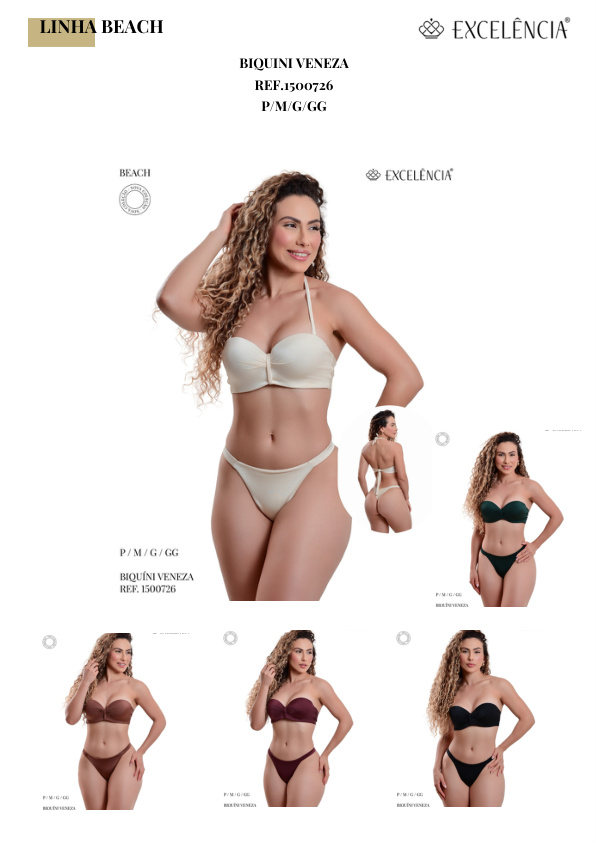 LINHA BEACH
EXCELÊNCIA®
BIQUINI VENEZA
REF.1500726
P/M/G/GG
BEACH
EXCELÊNCIA®
P / M / G / GG
BIQUÍNI VENEZA
REF. 1500726
P / M / G / GG
BIQUÍNI VENEZA
P / M / G / GG
BIQUÍNI VENEZA
P / M / G / GG
BIQUÍNI VENEZA
P / M / G / GG
BIQUÍNI VENEZA